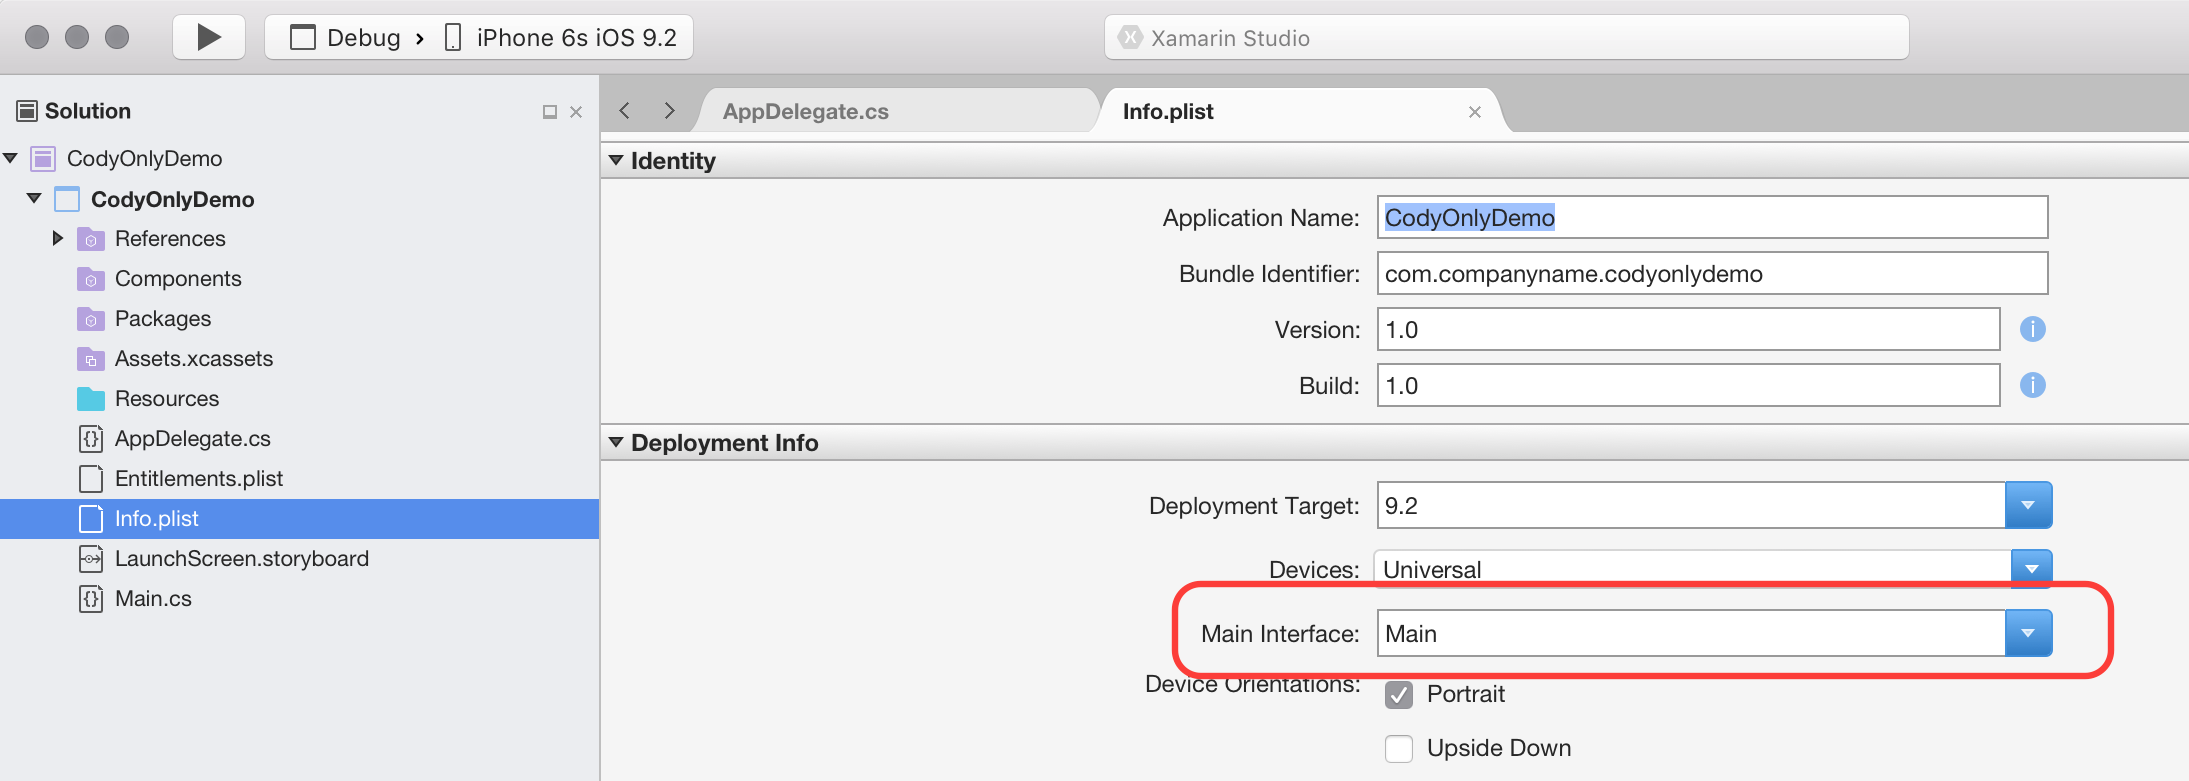 Debug > iPhone 6s iOS 9.2
Xamarin Studio
Solution
CodyOnlyDemo
CodyOnlyDemo
References
Components
Packages
Assets.xcassets
Resources
AppDelegate.cs
Entitlements.plist
Info.plist
LaunchScreen.storyboard
Main.cs
AppDelegate.cs
Info.plist
Identity
Application Name: CodyOnlyDemo
Bundle Identifier: com.companyname.codyonlydemo
Version: 1.0
Build: 1.0
Deployment Info
Deployment Target: 9.2
Devices: Universal
Main Interface: Main
Device Orientations: Portrait
Upside Down